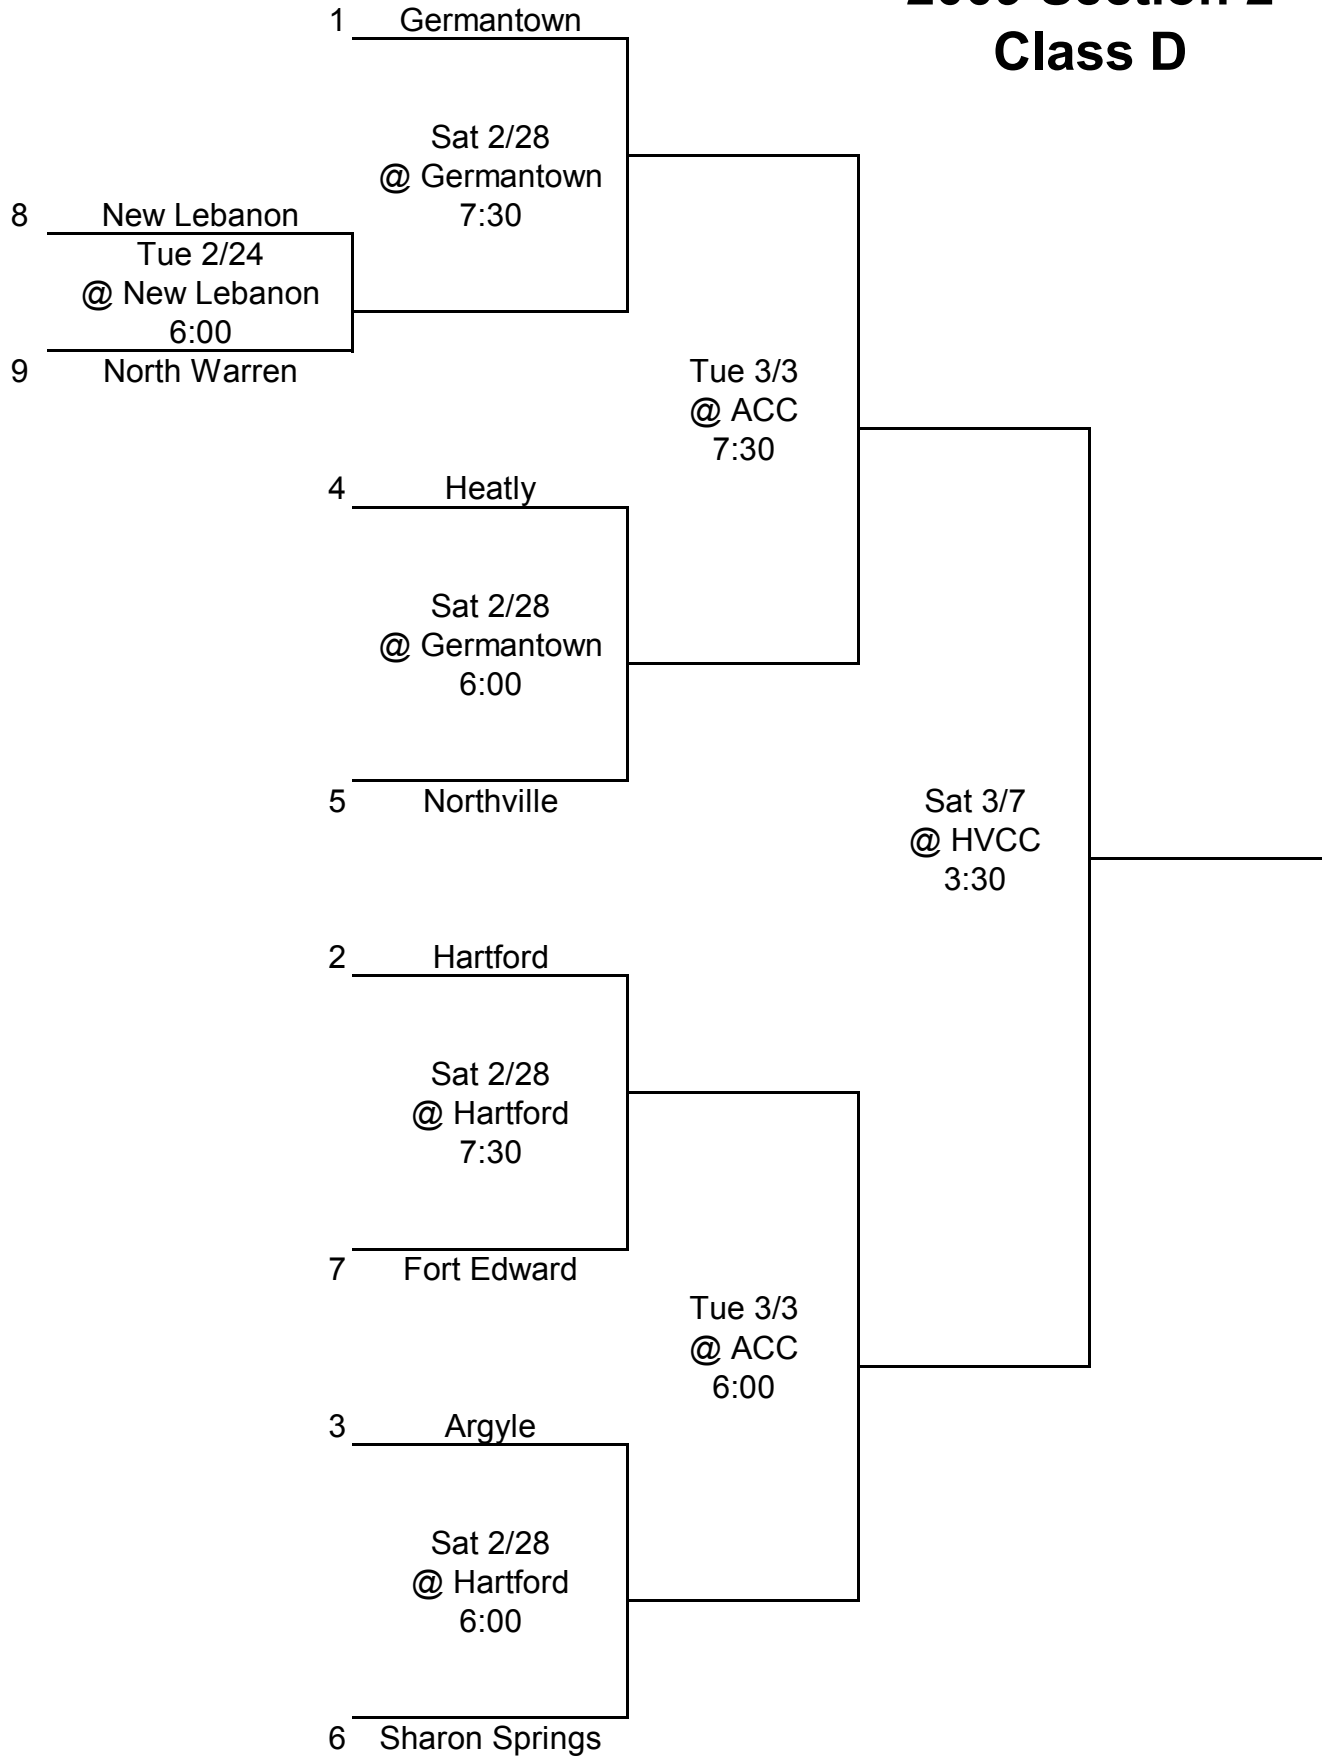 2009 Section 2
Class D
1 Germantown
Sat 2/28
@ Germantown
7:30
8 New Lebanon
Tue 2/24
@ New Lebanon
6:00
9 North Warren
Tue 3/3
@ ACC
7:30
4 Heatly
Sat 2/28
@ Germantown
6:00
5 Northville
Sat 3/7
@ HVCC
3:30
2 Hartford
Sat 2/28
@ Hartford
7:30
7 Fort Edward
Tue 3/3
@ ACC
6:00
3 Argyle
Sat 2/28
@ Hartford
6:00
6 Sharon Springs